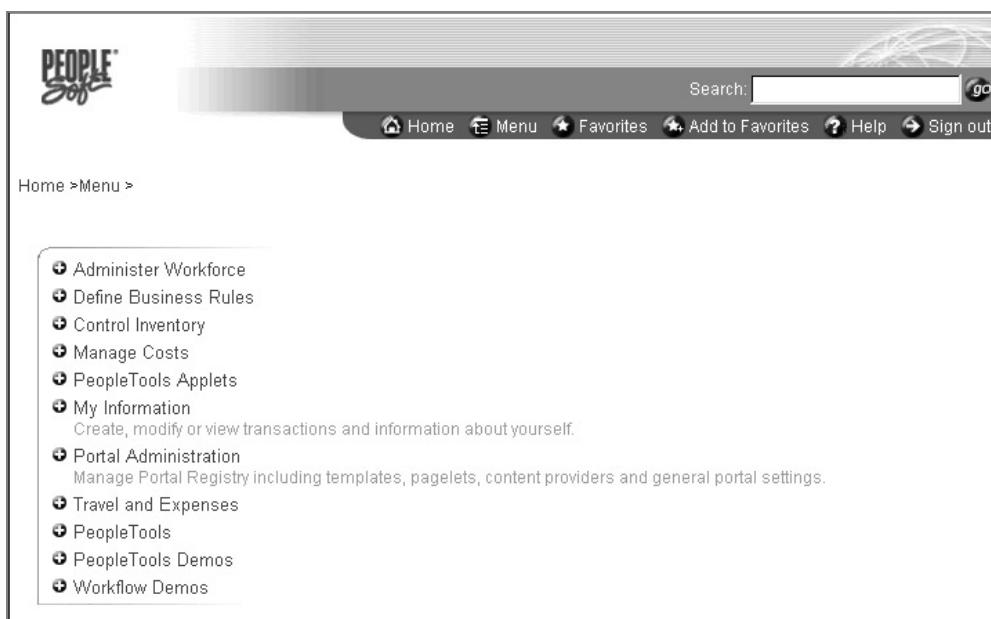 PEOPLE
Soft
Search: go
Home Menu Favorites Add to Favorites Help Sign out
Home >Menu >
Administer Workforce
Define Business Rules
Control Inventory
Manage Costs
PeopleTools Applets
My Information
Create, modify or view transactions and information about yourself.
Portal Administration
Manage Portal Registry including templates, pagelets, content providers and general portal settings.
Travel and Expenses
PeopleTools
PeopleTools Demos
Workflow Demos